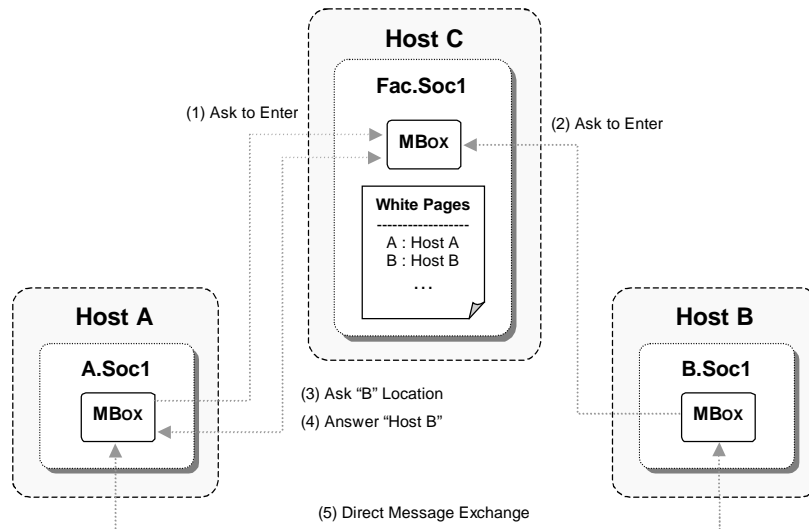 Host C
Fac.Soc1
(1) Ask to Enter
(2) Ask to Enter
MBOX
White Pages
------------------
A : Host A
B : Host B
...
Host A
A.Soc1
MBOX
(3) Ask “B” Location
(4) Answer “Host B”
Host B
B.Soc1
MBOX
(5) Direct Message Exchange